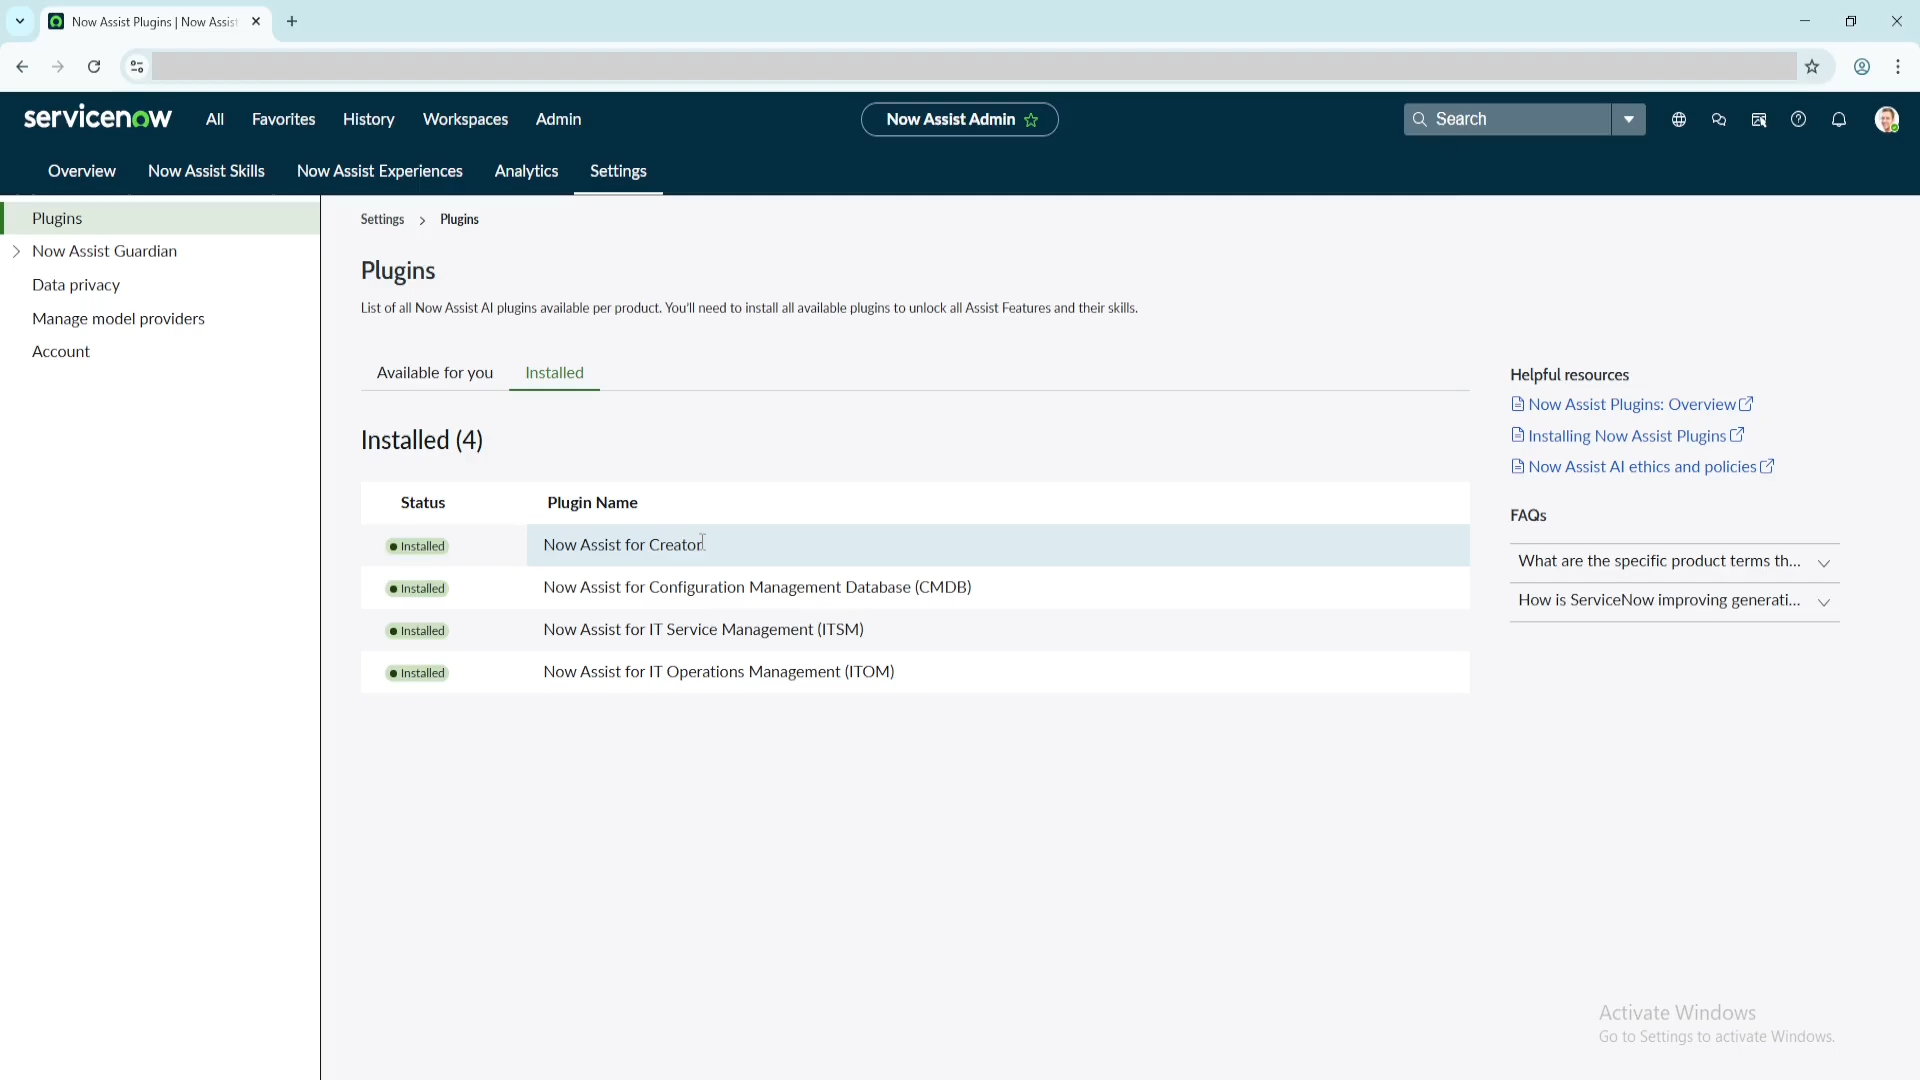 Now Assist Plugins | Now Assis
servicenow
All
Favorites
History
Workspaces
Admin
Now Assist Admin
Search
Overview
Now Assist Skills
Now Assist Experiences
Analytics
Settings
Plugins
Now Assist Guardian
Data privacy
Manage model providers
Account
Settings > Plugins
Plugins
List of all Now Assist AI plugins available per product. You'll need to install all available plugins to unlock all Assist Features and their skills.
Available for you
Installed
Installed (4)
Status Plugin Name
Installed Now Assist for Creator
Installed Now Assist for Configuration Management Database (CMDB)
Installed Now Assist for IT Service Management (ITSM)
Installed Now Assist for IT Operations Management (ITOM)
Helpful resources
Now Assist Plugins: Overview
Installing Now Assist Plugins
Now Assist AI ethics and policies
FAQs
What are the specific product terms th...
How is ServiceNow improving generati...
Activate Windows
Go to Settings to activate Windows.